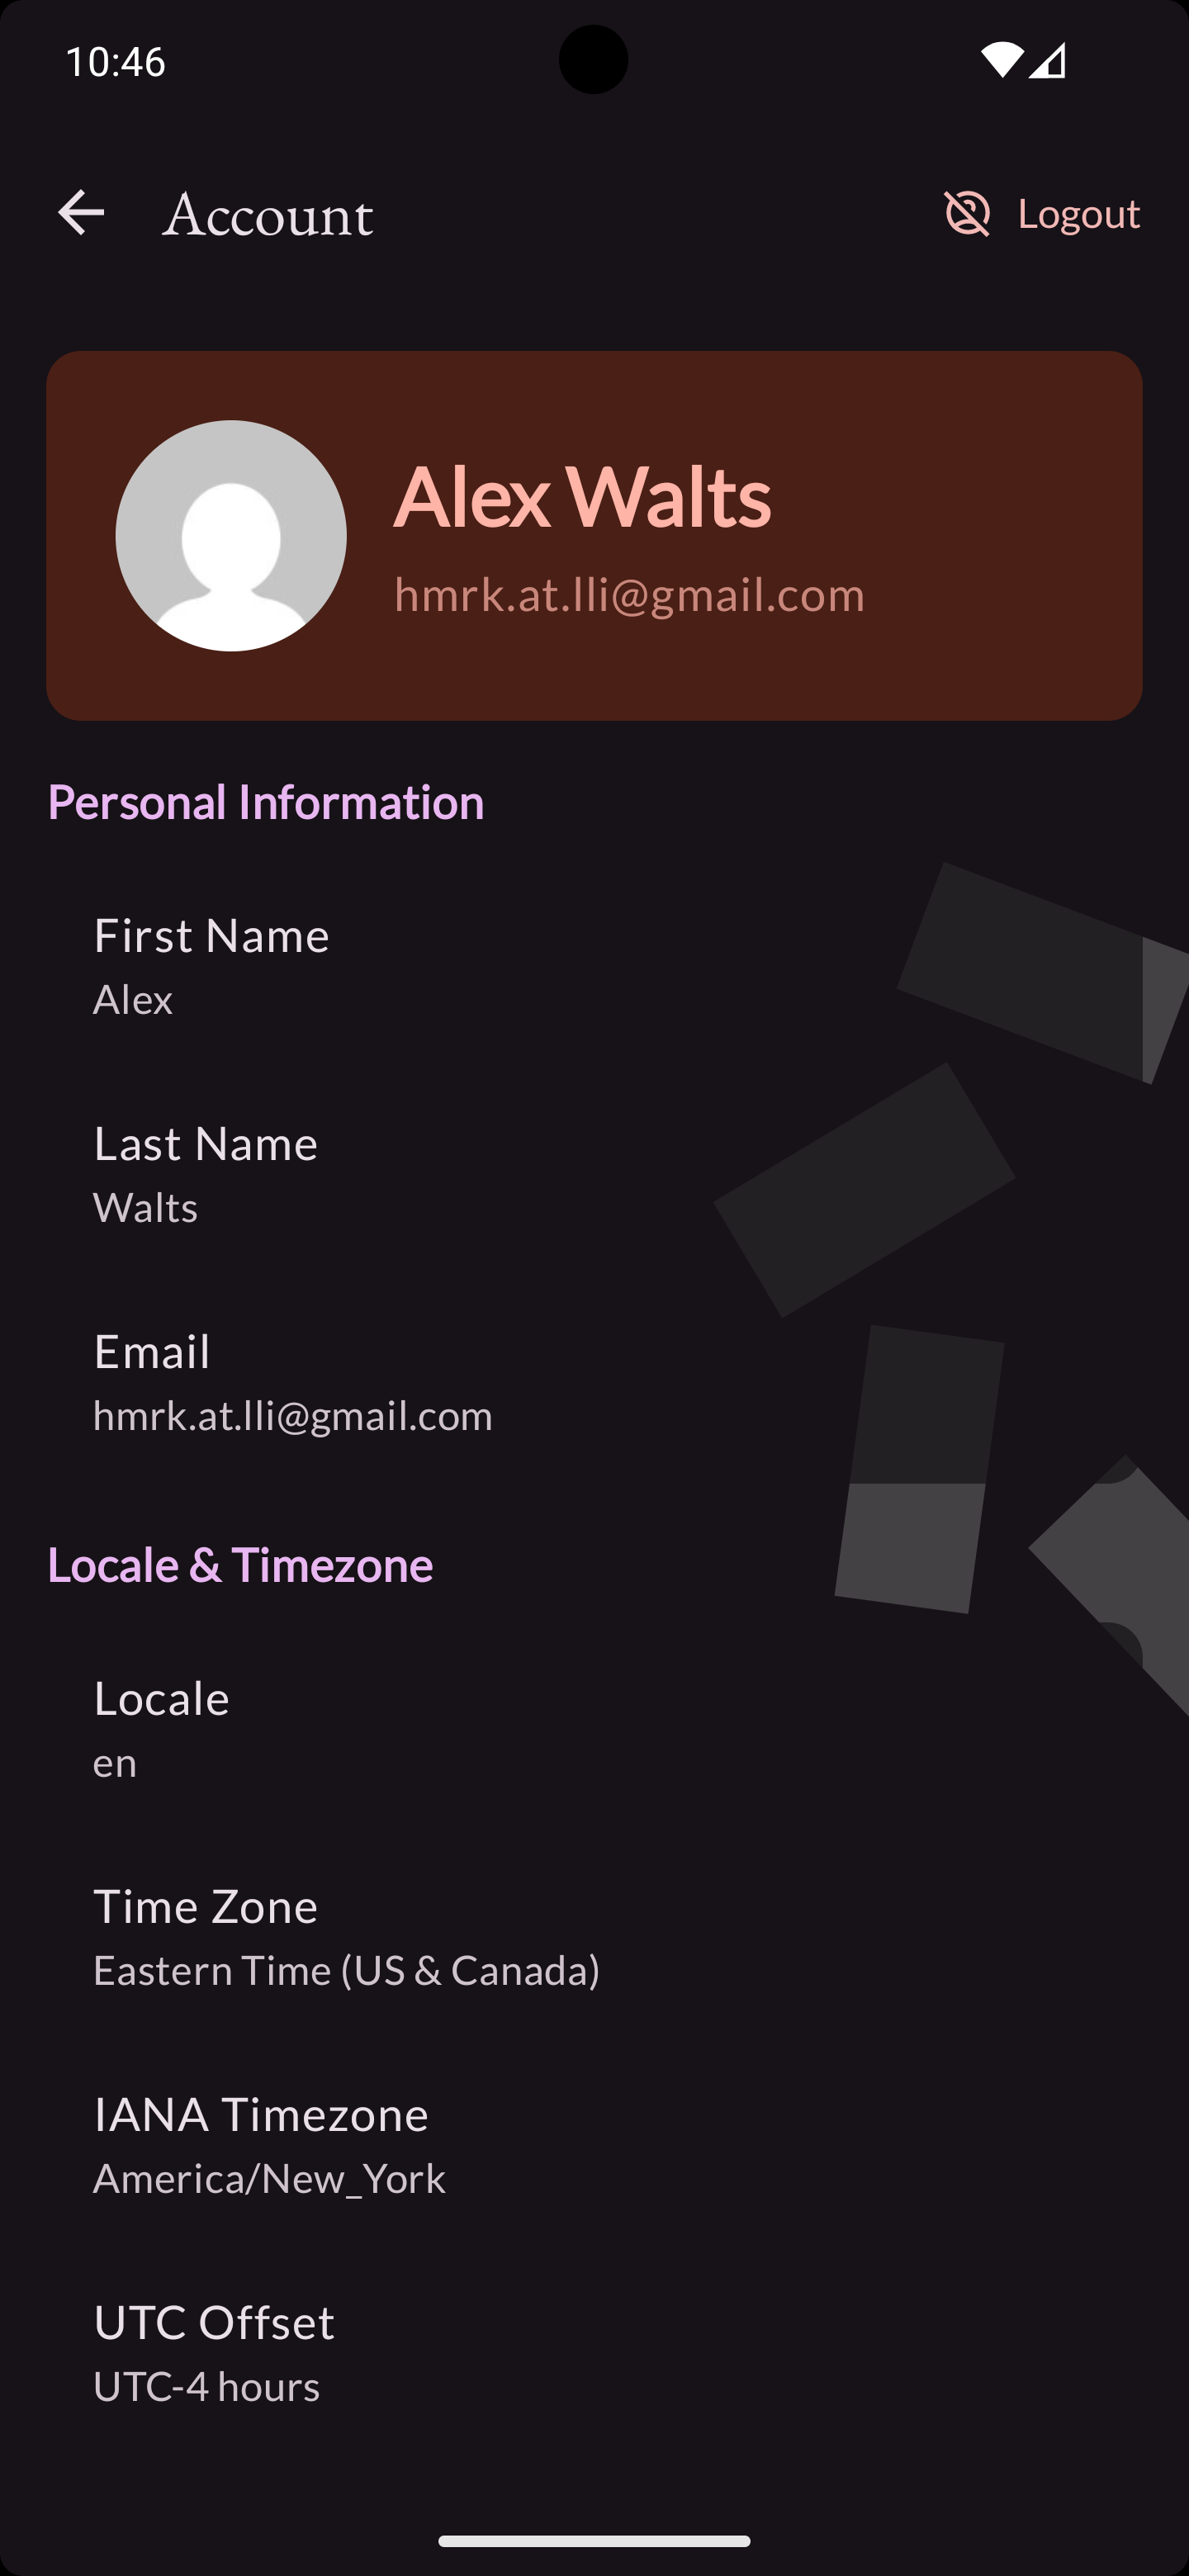 10:46
Account
Logout
Alex Walts
hmrk.at.lli@gmail.com
Personal Information
First Name
Alex
Last Name
Walts
Email
hmrk.at.lli@gmail.com
Locale & Timezone
Locale
en
Time Zone
Eastern Time (US & Canada)
IANA Timezone
America/New_York
UTC Offset
UTC-4 hours